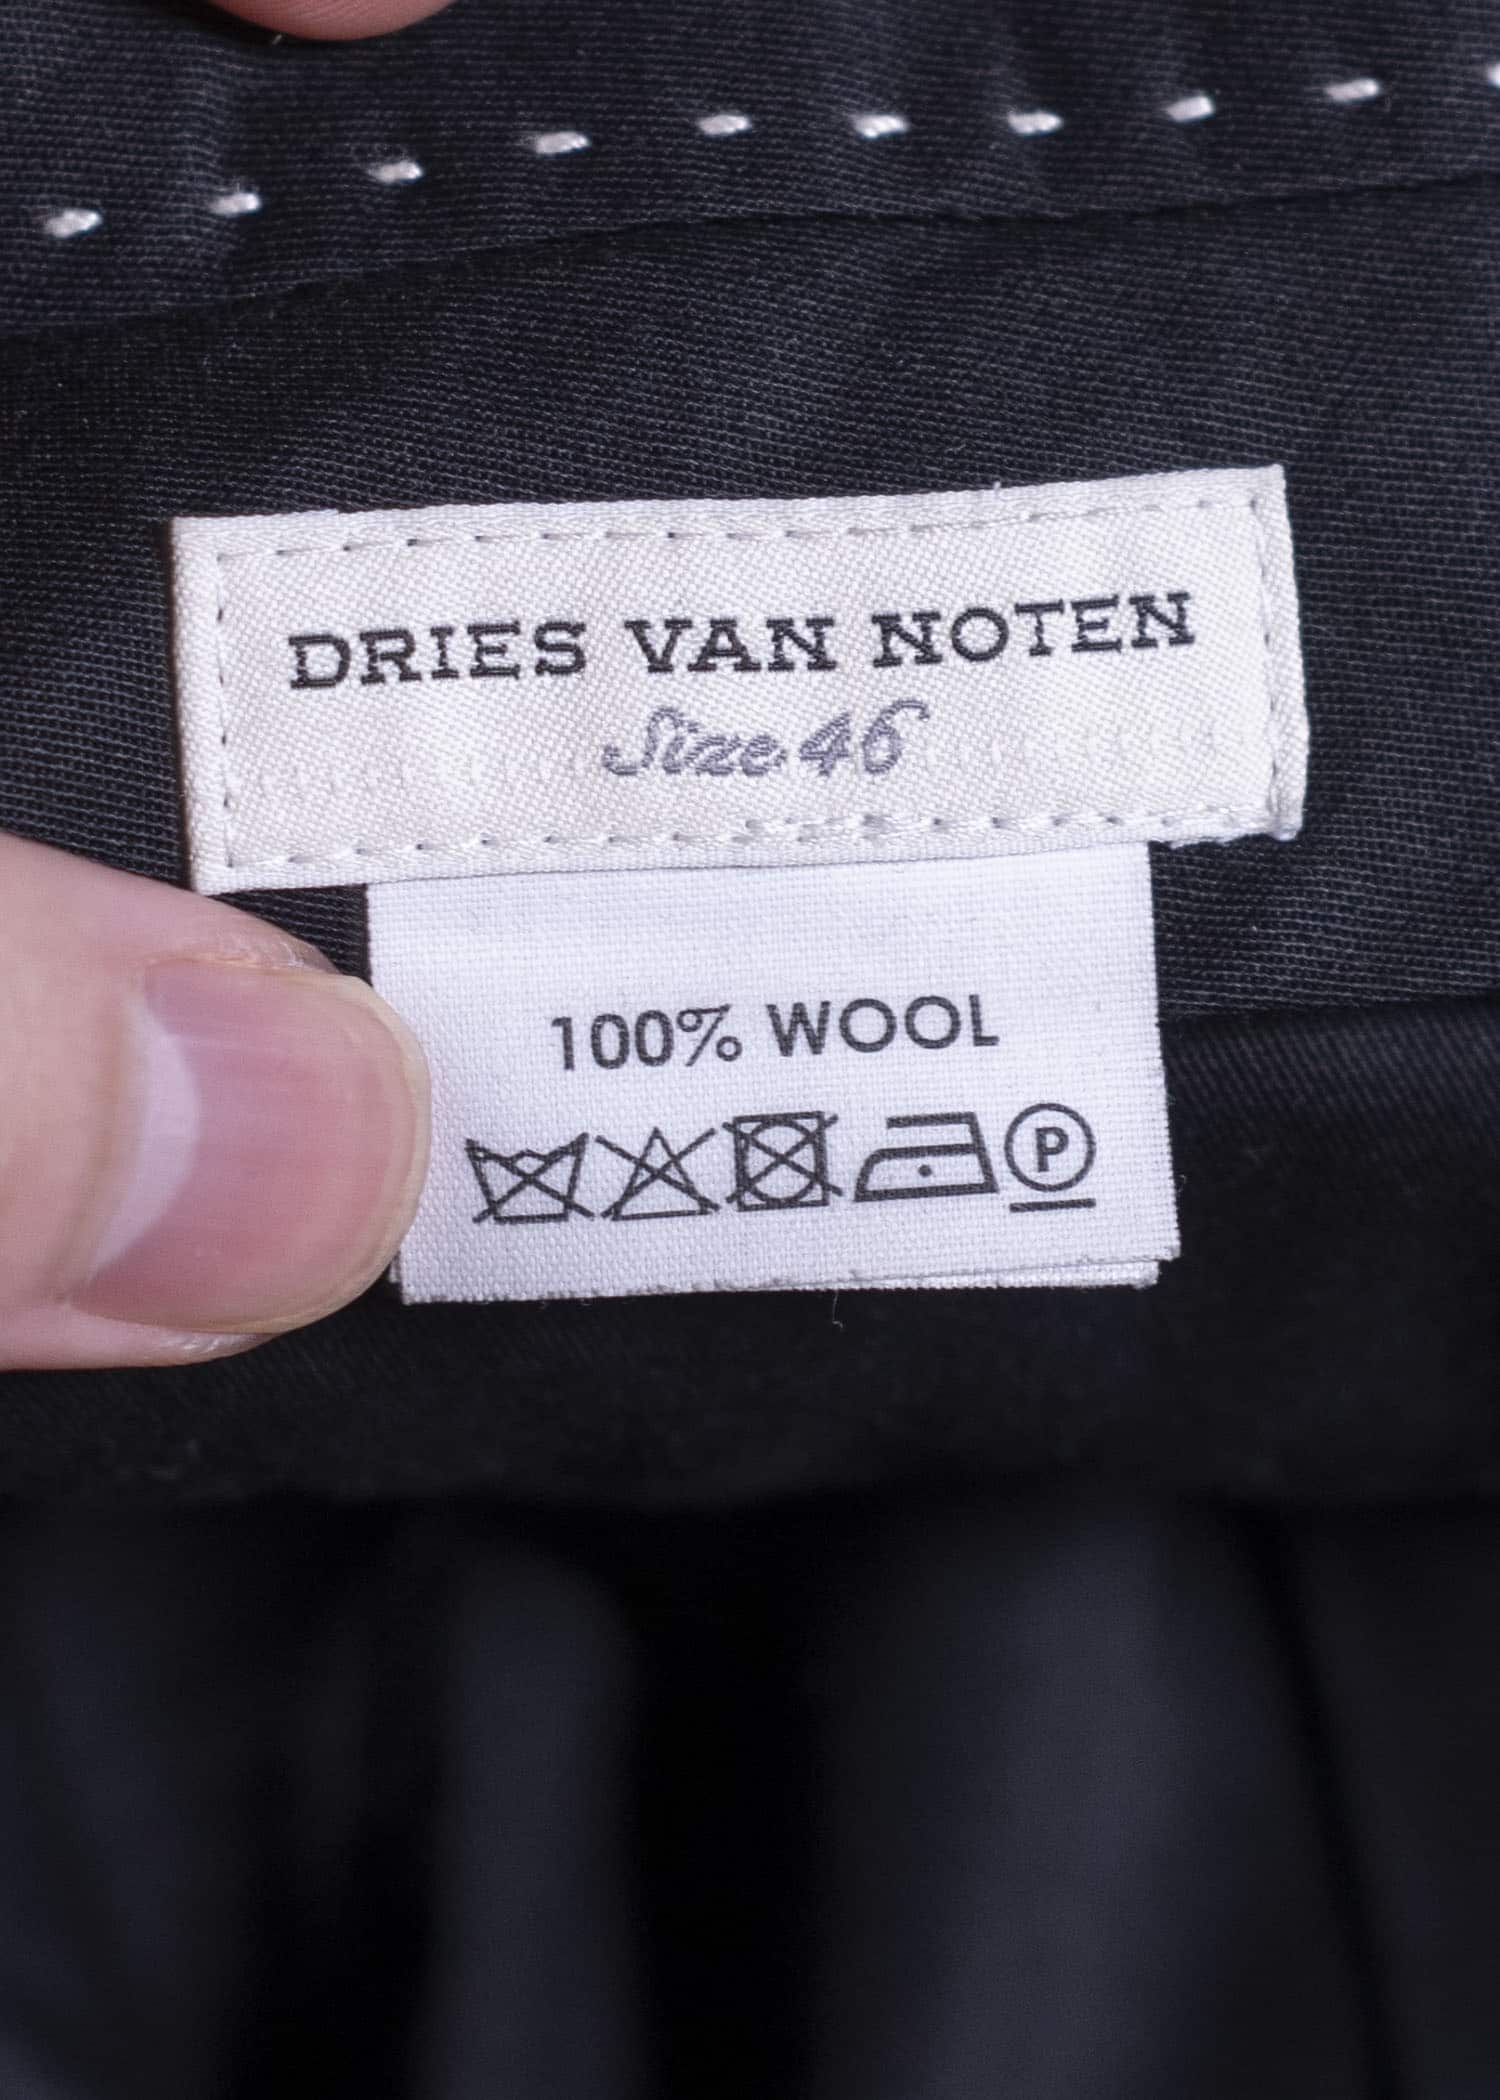 DRIES VAN NOTEN
Size 46
100% WOOL
P